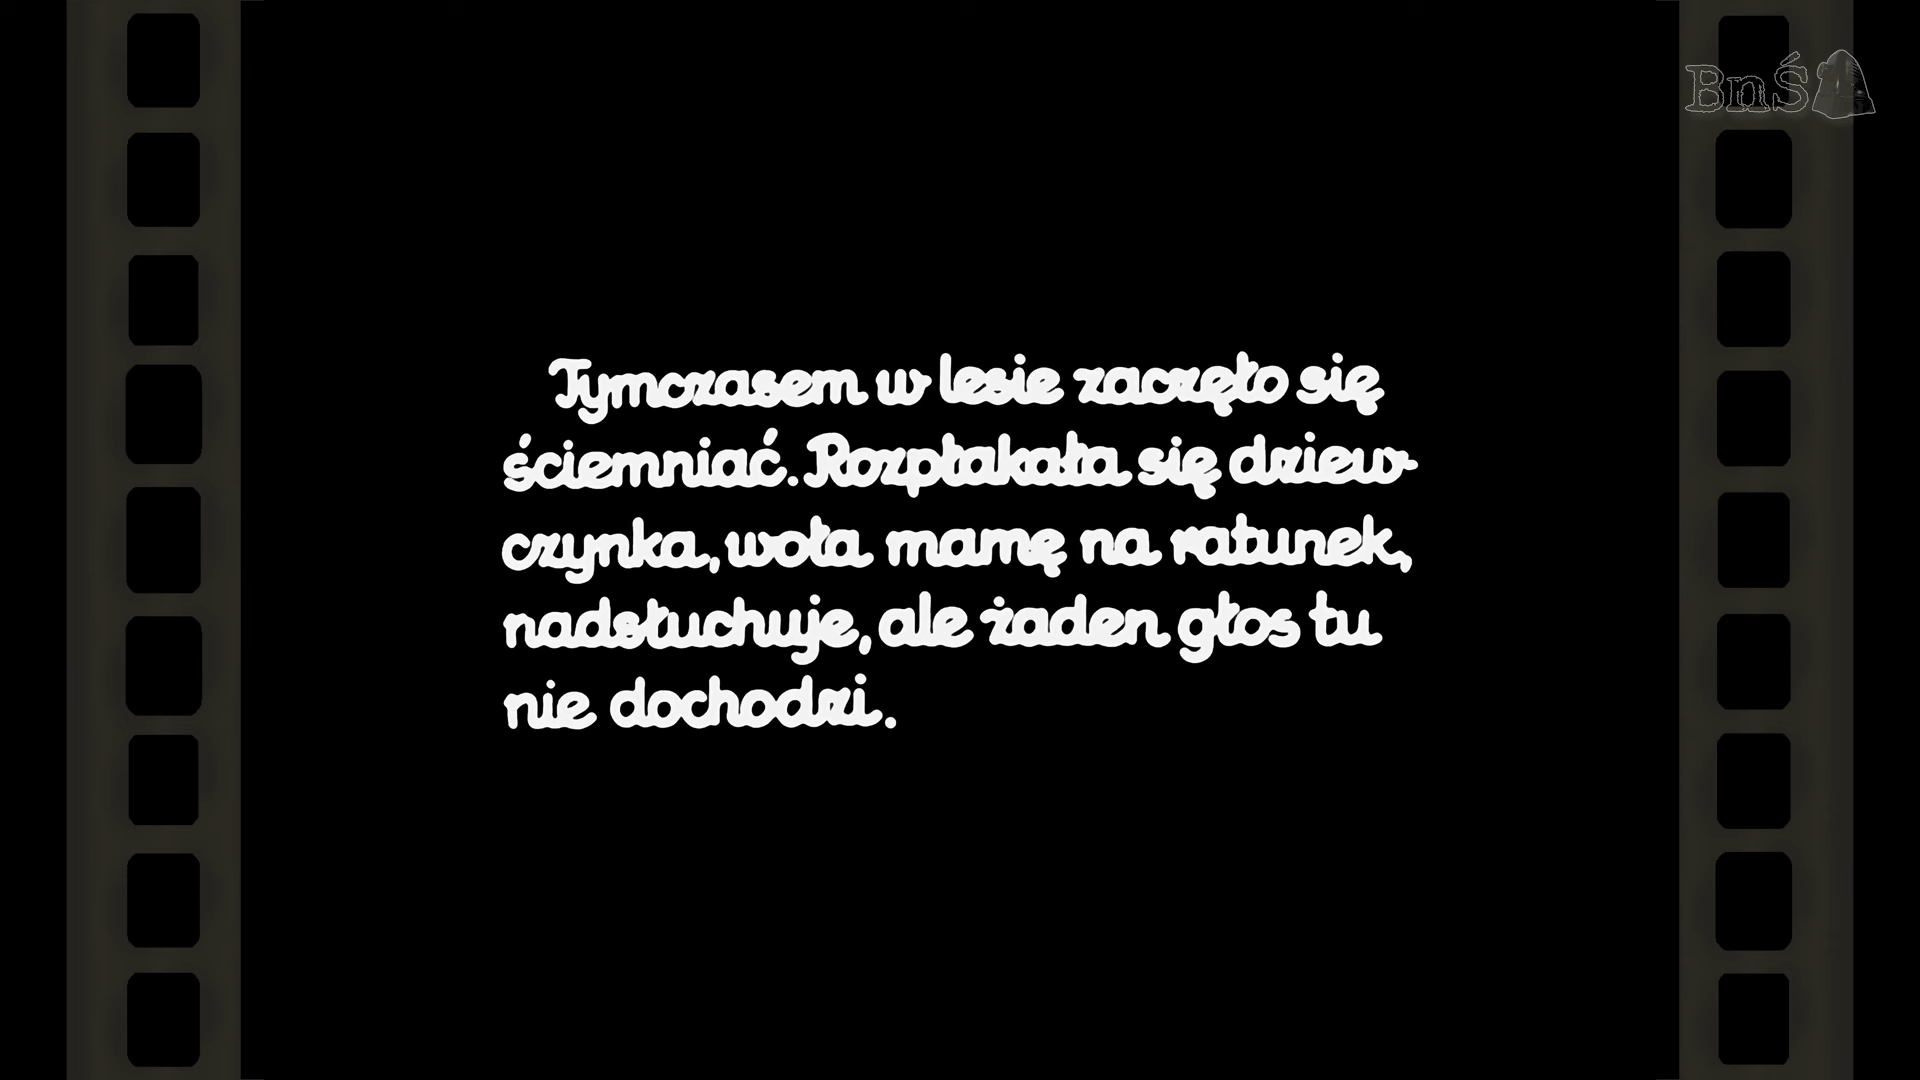 BnŚ
Tymczasem w lesie zaczęło się
ściemniać. Rozpłakała się dziew-
czynka, woła mamę na ratunek,
nadsłuchuje, ale żaden głos tu
nie dochodzi.